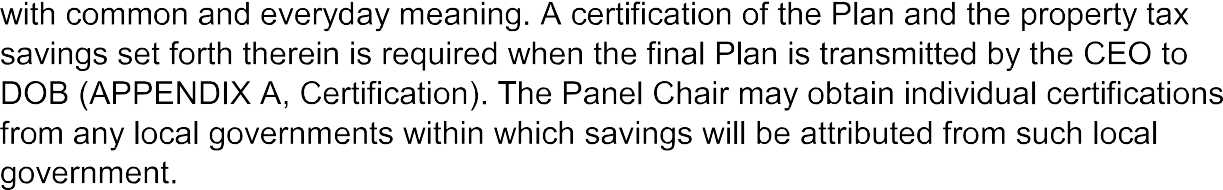 with common and everyday meaning. A certification of the Plan and the property tax
savings set forth therein is required when the final Plan is transmitted by the CEO to
DOB (APPENDIX A, Certification). The Panel Chair may obtain individual certifications
from any local governments within which savings will be attributed from such local
government.